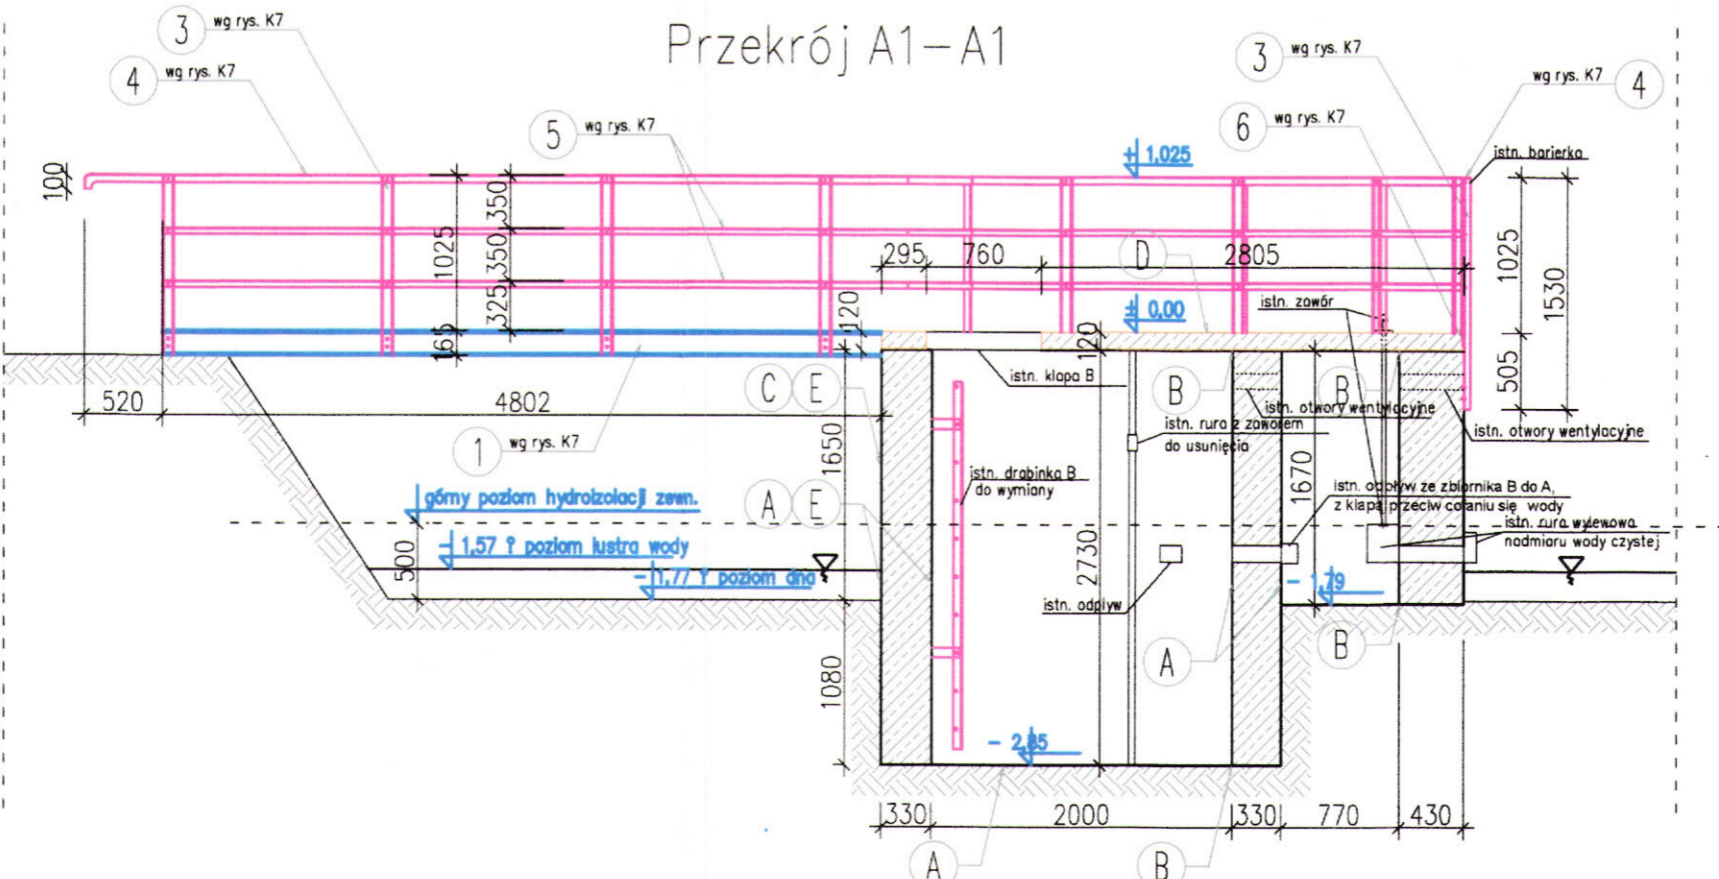 Przekrój A1-A1
3 wg rys. K7
4 wg rys. K7
5 wg rys. K7
3 wg rys. K7
wg rys. K7 4
6 wg rys. K7
istn. barierka
+ 1,025
100
1025
350
350
325
165
295 760 2805
D
120
± 0,00
istn. zawór
120
1025
505
1530
520 4802
1 wg rys. K7
C E
istn. klapa B
B
B
istn. otwory wentylacyjne
istn. otwory wentylacyjne
istn. rura z zaworem
do usunięcia
1650
istn. drabinka B
do wymiany
A E
1670
istn. odpływ ze zbiornika B do A,
z klapą przeciw cofaniu się wody
istn. rura wylewowa
nadmiaru wody czystej
górny poziom hydroizolacji zewn.
500
- 1,57 ? poziom lustra wody
- 1,77 ? poziom dna
2730
istn. odpływ
- 1,79
1080
A
B
- 2,85
330 2000 330 770 430
A
B